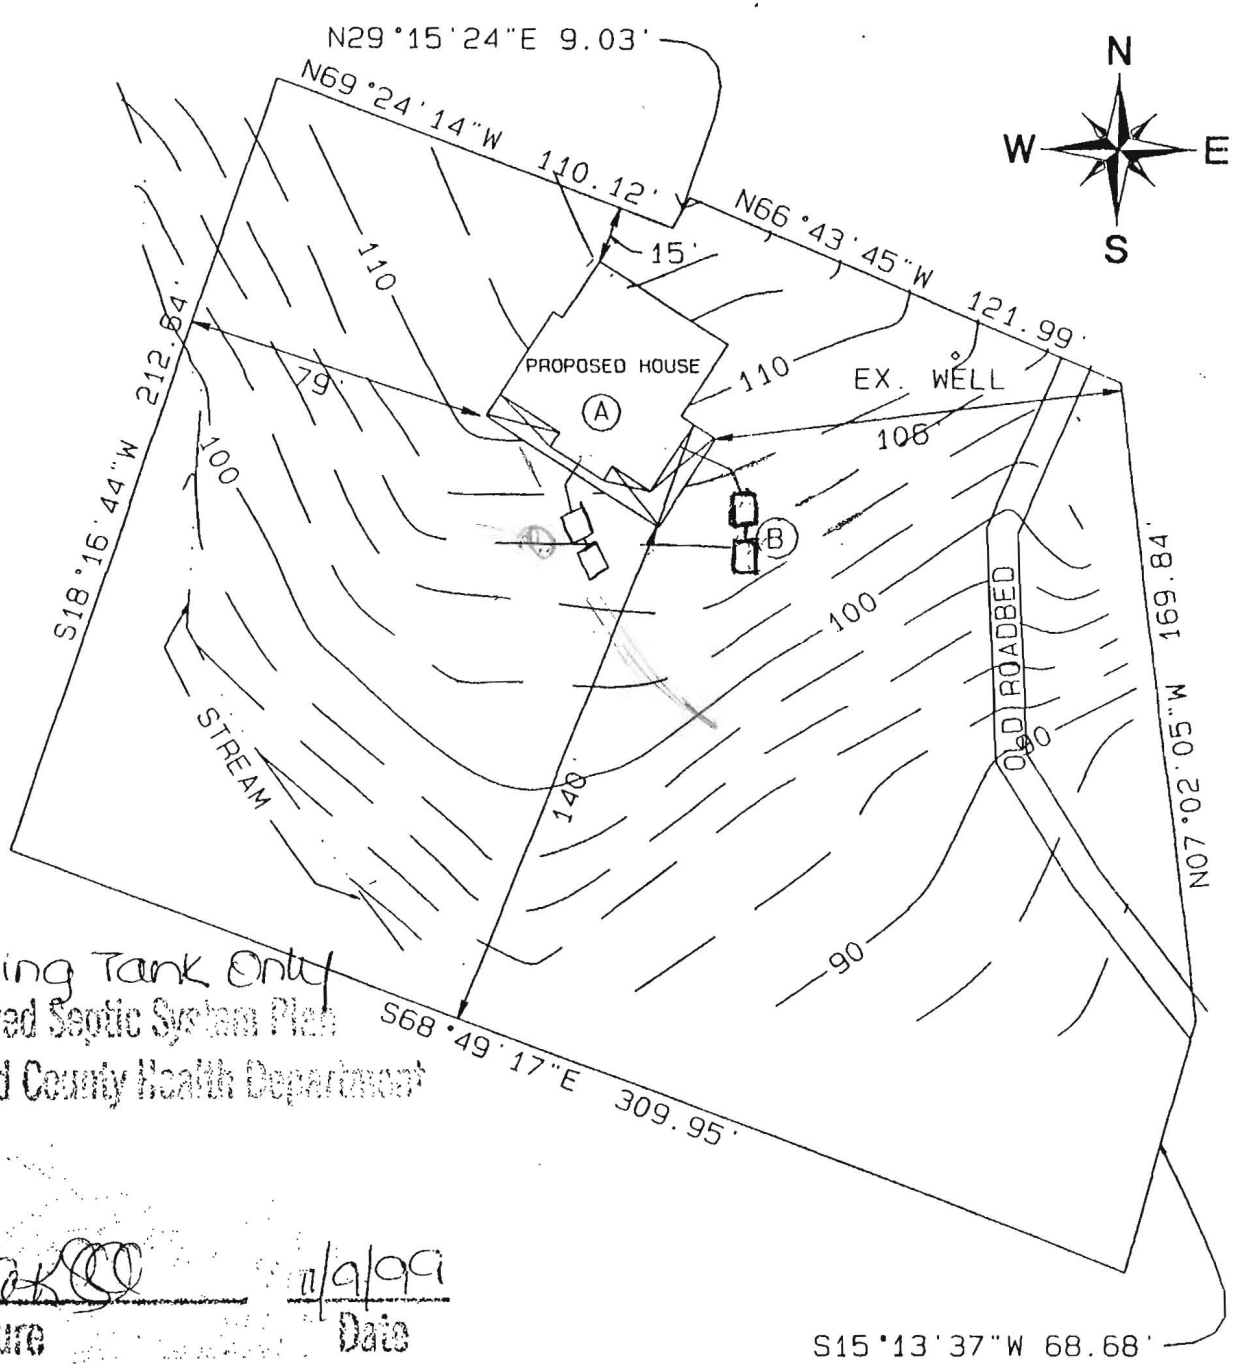 N29°15'24"E 9.03'
N
W E
S
N69°24'14"W 110.12'
N66°43'45"W 121.99'
15'
110
PROPOSED HOUSE
A
110
EX. WELL
79'
106'
212.64'
S18°16'44"W
100
B
100
OLD ROADBED
169.84'
N07°02'05"W
STREAM
90
140'
90
ing Tank Only
ed Septic System Plan
d County Health Department
S68°49'17"E 309.95'
11/9/99
ure Date
S15°13'37"W 68.68'